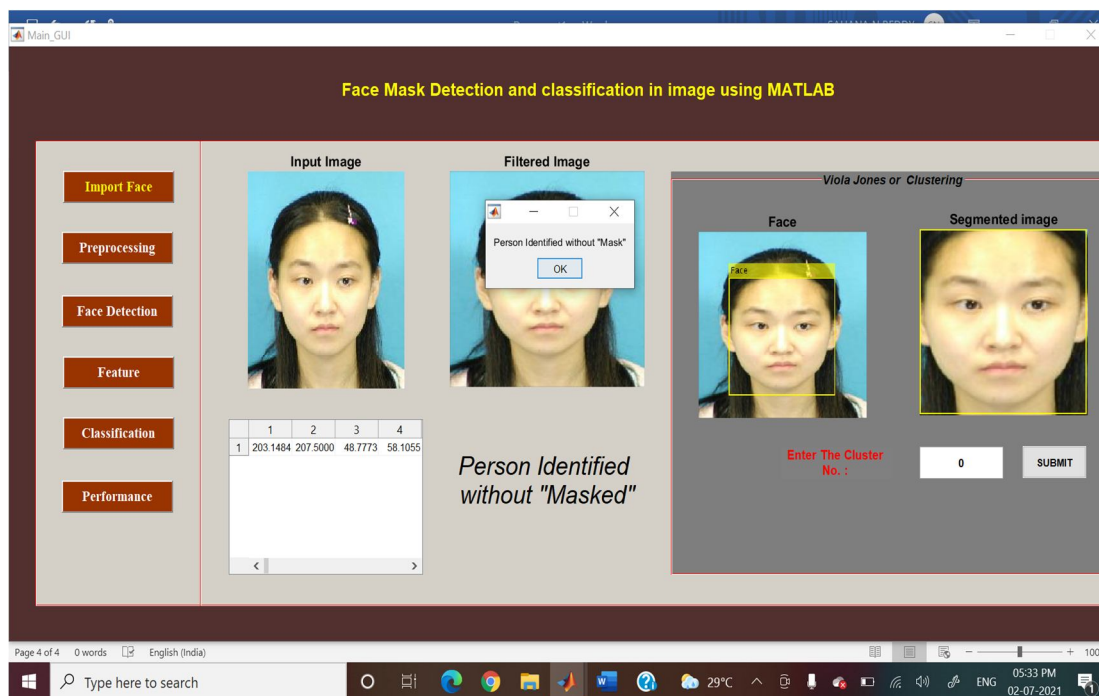 Main_GUI
Face Mask Detection and classification in image using MATLAB
Import Face
Preprocessing
Face Detection
Feature
Classification
Performance
Input Image
Filtered Image
Person Identified without "Mask"
OK
1 2 3 4
1 203.1484 207.5000 48.7773 58.1055
Person Identified
without "Masked"
Viola Jones or Clustering
Face
Segmented image
Face
Enter The Cluster
No. :
0
SUBMIT
Page 4 of 4 0 words English (India)
100
Type here to search
29°C
ENG
05:33 PM
02-07-2021
1